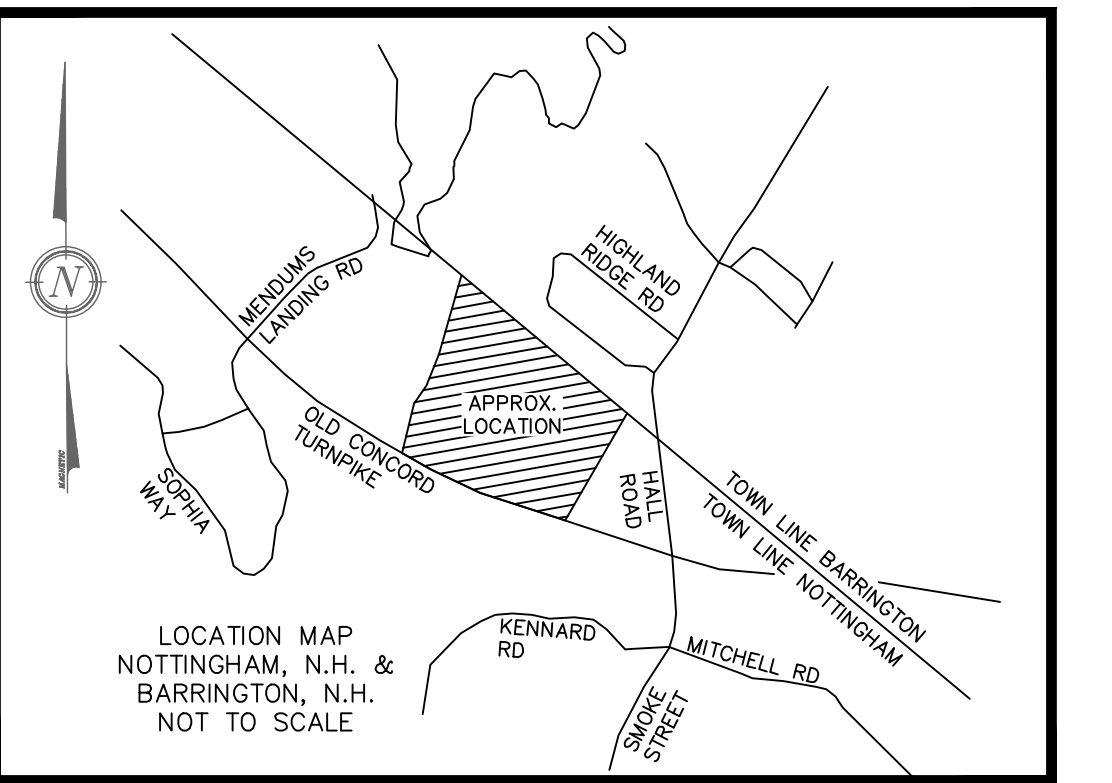 HIGHLAND
RIDGE RD
MENDUMS
LANDING RD
N
MAGNETIC
APPROX.
LOCATION
OLD CONCORD
TURNPIKE
SOPHIA
WAY
HALL
ROAD
TOWN LINE BARRINGTON
TOWN LINE NOTTINGHAM
KENNARD
RD
MITCHELL RD
SMOKE
STREET
LOCATION MAP
NOTTINGHAM, N.H. &
BARRINGTON, N.H.
NOT TO SCALE